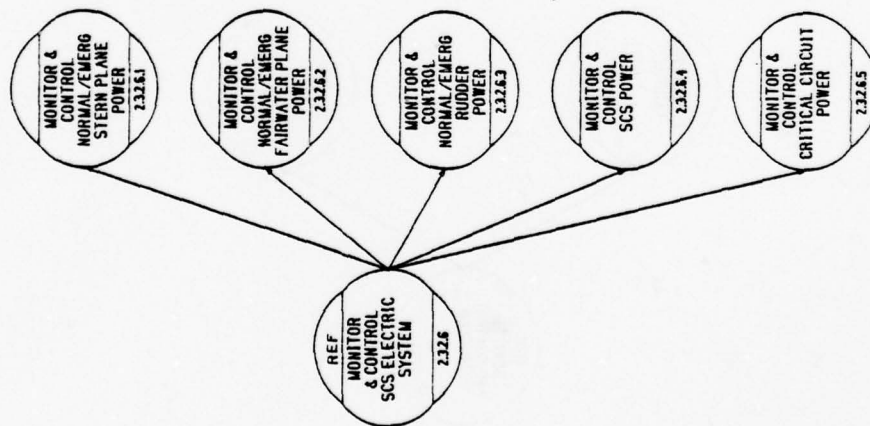 REF
MONITOR
& CONTROL
SCS ELECTRIC
SYSTEM
2.3.2.6
MONITOR &
CONTROL
NORMAL/EMERG
STERN PLANE
POWER
2.3.2.6.1
MONITOR &
CONTROL
NORMAL/EMERG
FAIRWATER PLANE
POWER
2.3.2.6.2
MONITOR &
CONTROL
NORMAL/EMERG
RUDDER
POWER
2.3.2.6.3
MONITOR &
CONTROL
SCS POWER
2.3.2.6.4
MONITOR &
CONTROL
CRITICAL CIRCUIT
POWER
2.3.2.6.5